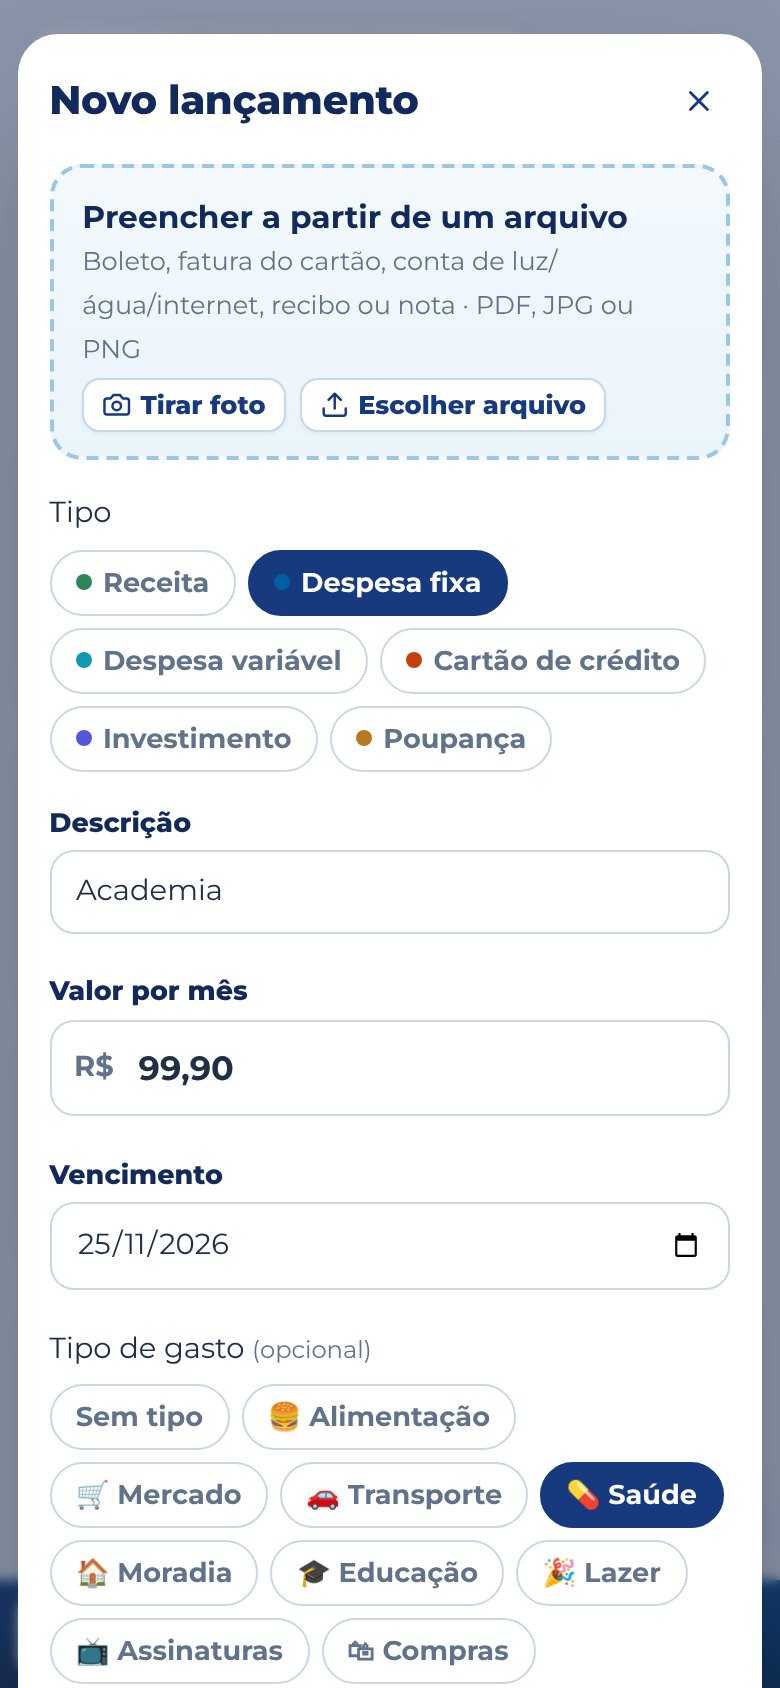 Novo lançamento
Preencher a partir de um arquivo
Boleto, fatura do cartão, conta de luz/
água/internet, recibo ou nota · PDF, JPG ou
PNG
Tirar foto
Escolher arquivo
Tipo
Receita
Despesa fixa
Despesa variável
Cartão de crédito
Investimento
Poupança
Descrição
Academia
Valor por mês
R$ 99,90
Vencimento
25/11/2026
Tipo de gasto (opcional)
Sem tipo
Alimentação
Mercado
Transporte
Saúde
Moradia
Educação
Lazer
Assinaturas
Compras